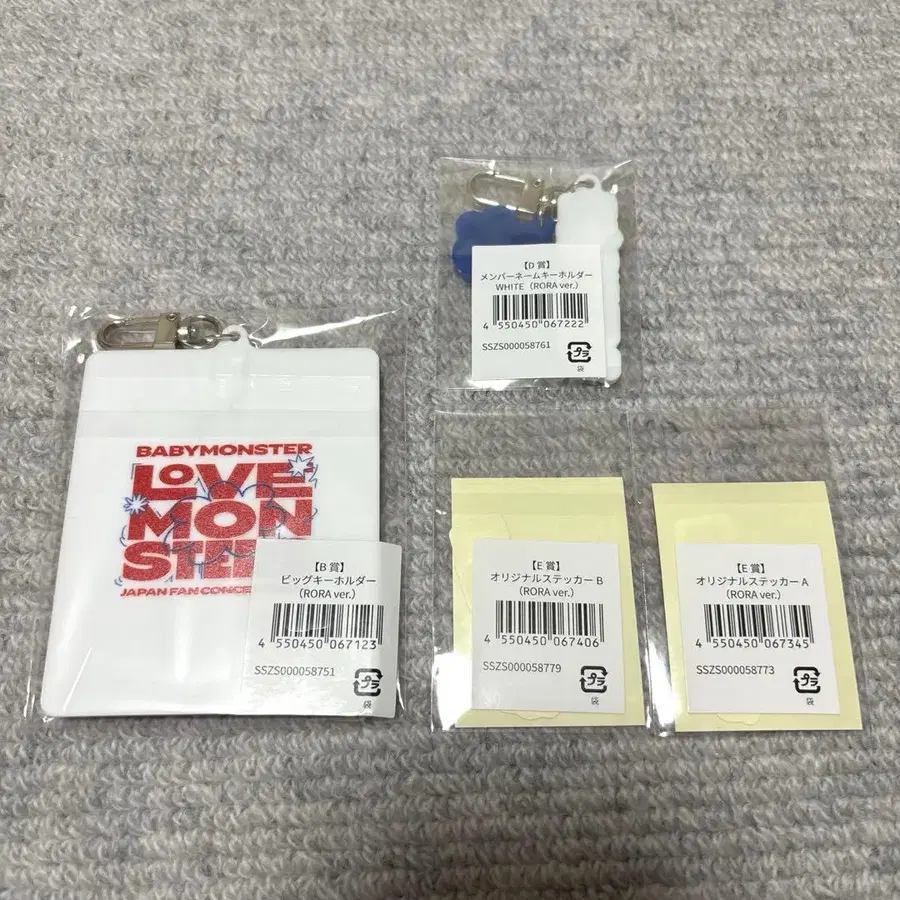 BABYMONSTER
LOVE
MON
STE
JAPAN FAN CONCE
【B 賞】
ビッグキーホルダー
（RORA ver.）
4 550450 067123
SSZS000058751
プラ
袋
【D 賞】
メンバーネームキーホルダー
WHITE（RORA ver.）
4 550450 067222
SSZS000058761
プラ
袋
【E 賞】
オリジナルステッカー B
（RORA ver.）
4 550450 067406
SSZS000058779
プラ
袋
【E 賞】
オリジナルステッカー A
（RORA ver.）
4 550450 067345
SSZS000058773
プラ
袋